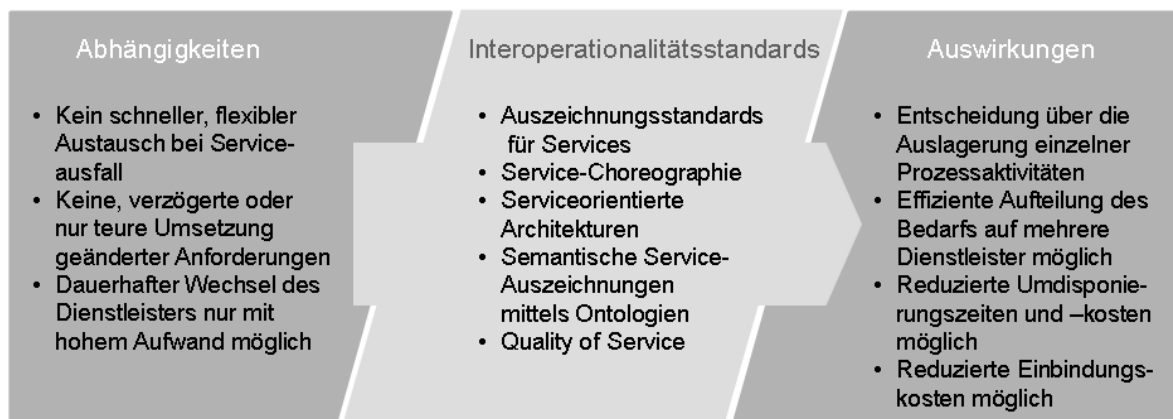 Abhängigkeiten
• Kein schneller, flexibler
Austausch bei Service-
ausfall
• Keine, verzögerte oder
nur teure Umsetzung
geänderter Anforderungen
• Dauerhafter Wechsel des
Dienstleisters nur mit
hohem Aufwand möglich
Interoperationalitätsstandards
• Auszeichnungsstandards
für Services
• Service-Choreographie
• Serviceorientierte
Architekturen
• Semantische Service-
Auszeichnungen
mittels Ontologien
• Quality of Service
Auswirkungen
• Entscheidung über die
Auslagerung einzelner
Prozessaktivitäten
• Effiziente Aufteilung des
Bedarfs auf mehrere
Dienstleister möglich
• Reduzierte Umdisponie-
rungszeiten und –kosten
möglich
• Reduzierte Einbindungs-
kosten möglich